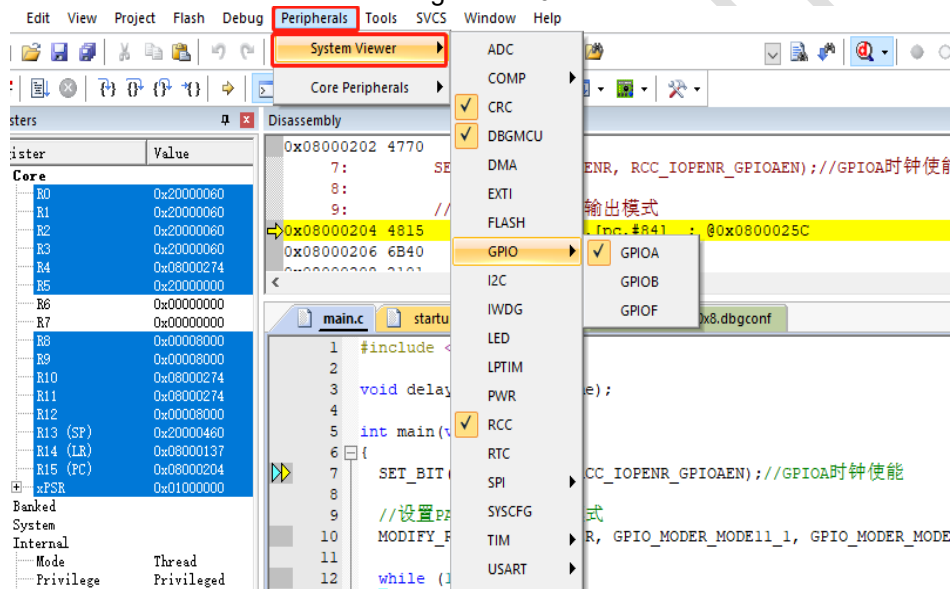 Edit View Project Flash Debug Peripherals Tools SVCS Window Help
System Viewer
Core Peripherals
ADC
COMP
CRC
DBGMCU
DMA
EXTI
FLASH
GPIO
I2C
IWDG
LED
LPTIM
PWR
RCC
RTC
SPI
SYSCFG
TIM
USART
GPIOA
GPIOB
GPIOF
sters
ister Value
Core
R0 0x20000060
R1 0x20000060
R2 0x20000060
R3 0x20000060
R4 0x08000274
R5 0x20000000
R6 0x00000000
R7 0x00000000
R8 0x00008000
R9 0x00008000
R10 0x08000274
R11 0x08000274
R12 0x00008000
R13 (SP) 0x20000460
R14 (LR) 0x08000137
R15 (PC) 0x08000204
xPSR 0x01000000
Banked
System
Internal
Mode Thread
Privilege Privileged
Disassembly
0x08000202 4770
7: SE ENR, RCC_IOPENR_GPIOAEN);//GPIOA时钟使能
8:
9: // 输出模式
0x08000204 4815 [pc,#84] ; @0x0800025C
0x08000206 6B40
main.c startu 0x8.dbgconf
1 #include <
2
3 void delay e);
4
5 int main(v
6 {
7 SET_BIT( CC_IOPENR_GPIOAEN);//GPIOA时钟使能
8
9 //设置PA 式
10 MODIFY_R R, GPIO_MODER_MODE11_1, GPIO_MODER_MODE
11
12 while (1